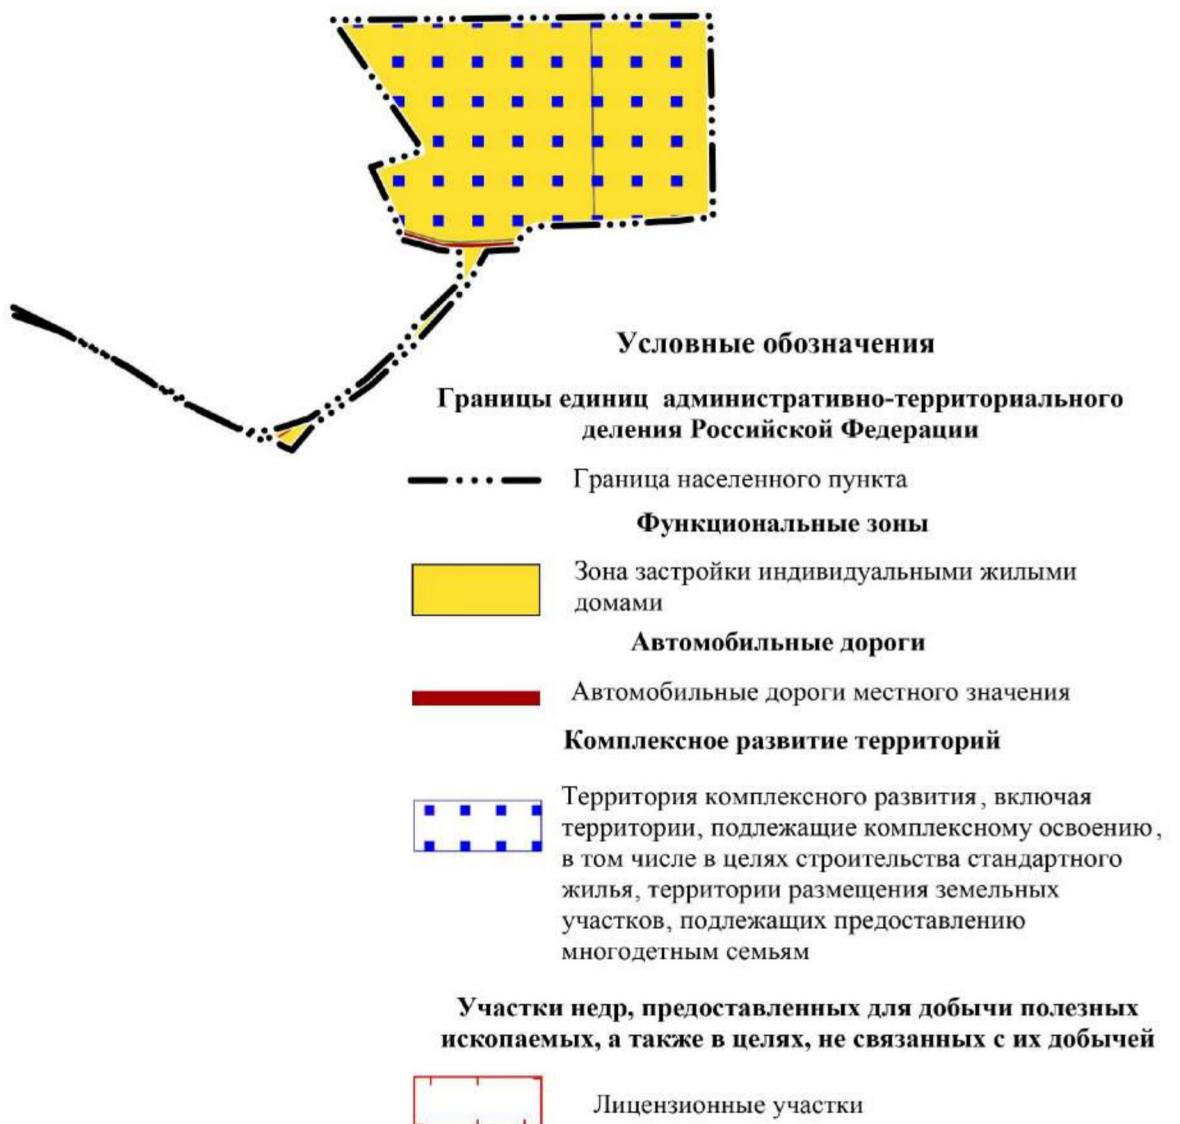 Условные обозначения
Границы единиц административно-территориального
деления Российской Федерации
Граница населенного пункта
Функциональные зоны
Зона застройки индивидуальными жилыми
домами
Автомобильные дороги
Автомобильные дороги местного значения
Комплексное развитие территорий
Территория комплексного развития, включая
территории, подлежащие комплексному освоению,
в том числе в целях строительства стандартного
жилья, территории размещения земельных
участков, подлежащих предоставлению
многодетным семьям
Участки недр, предоставленных для добычи полезных
ископаемых, а также в целях, не связанных с их добычей
Лицензионные участки